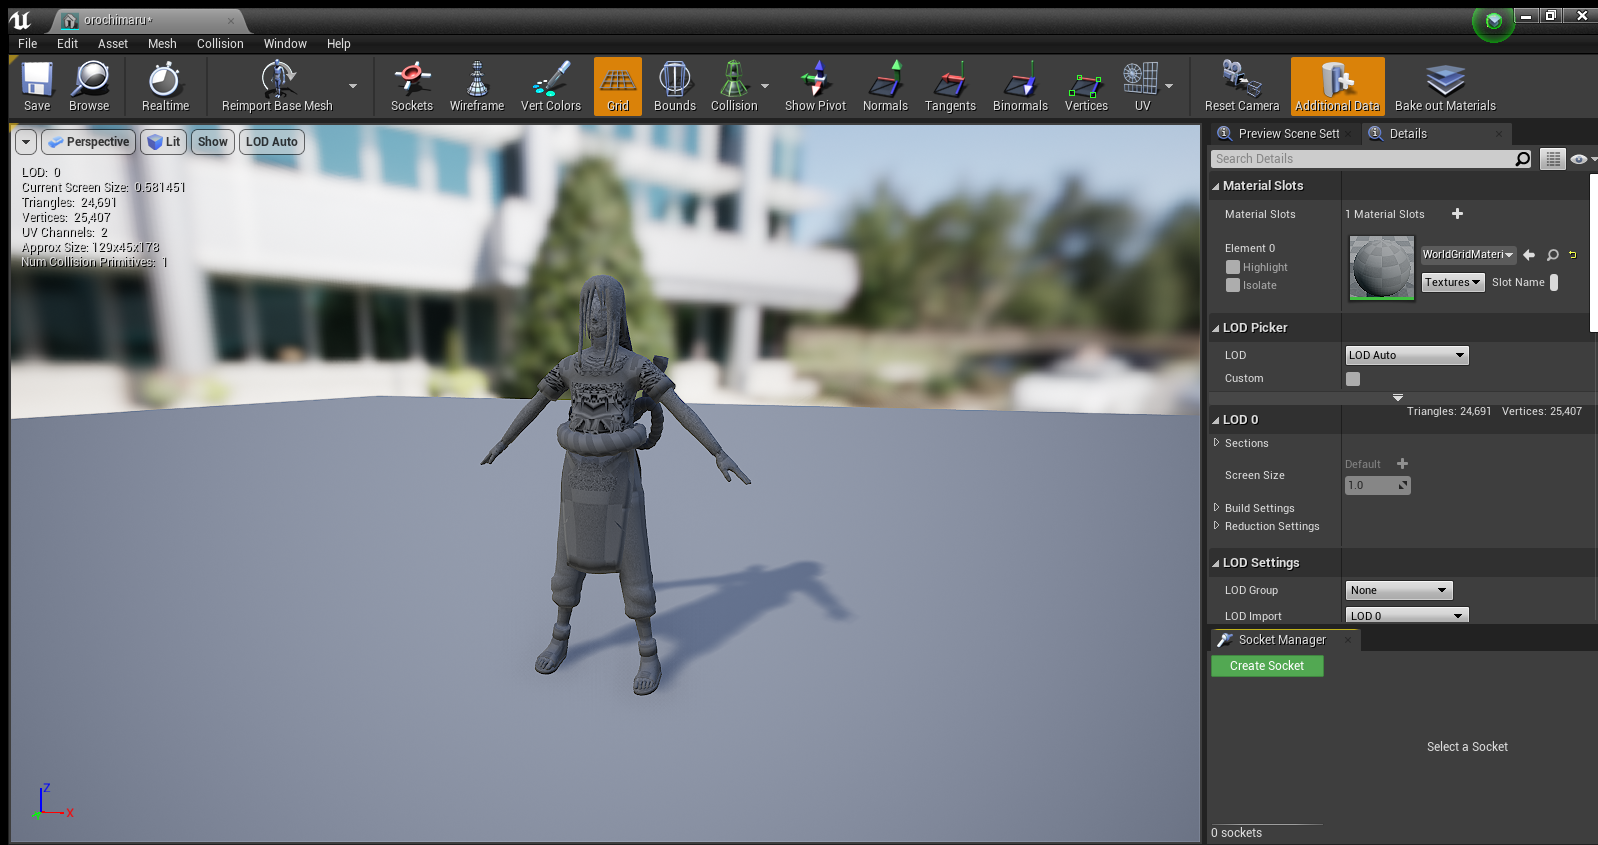 orochimaru*
File Edit Asset Mesh Collision Window Help
Save Browse Realtime Reimport Base Mesh Sockets Wireframe Vert Colors Grid Bounds Collision Show Pivot Normals Tangents Binormals Vertices UV Reset Camera Additional Data Bake out Materials
Perspective Lit Show LOD Auto
LOD: 0
Current Screen Size: 0.581451
Triangles: 24,691
Vertices: 25,407
UV Channels: 2
Approx Size: 129x45x178
Num Collision Primitives: 1
Z
X
Preview Scene Sett Details
Search Details
Material Slots
Material Slots 1 Material Slots
Element 0
Highlight
Isolate
WorldGridMateri
Textures Slot Name
LOD Picker
LOD LOD Auto
Custom
Triangles: 24,691 Vertices: 25,407
LOD 0
Sections
Screen Size Default
1.0
Build Settings
Reduction Settings
LOD Settings
LOD Group None
LOD Import LOD 0
Socket Manager
Create Socket
Select a Socket
0 sockets